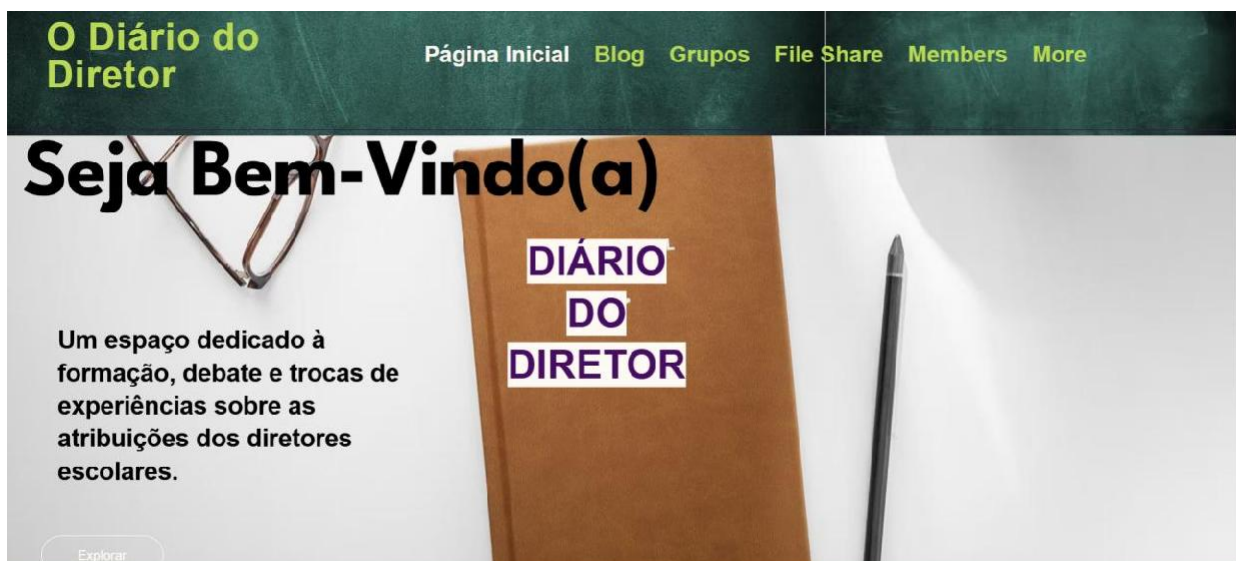 O Diário do
Diretor
Página Inicial Blog Grupos File Share Members More
Seja Bem-Vindo(a)
DIÁRIO
DO
DIRETOR
Um espaço dedicado à
formação, debate e trocas de
experiências sobre as
atribuições dos diretores
escolares.
Explorar